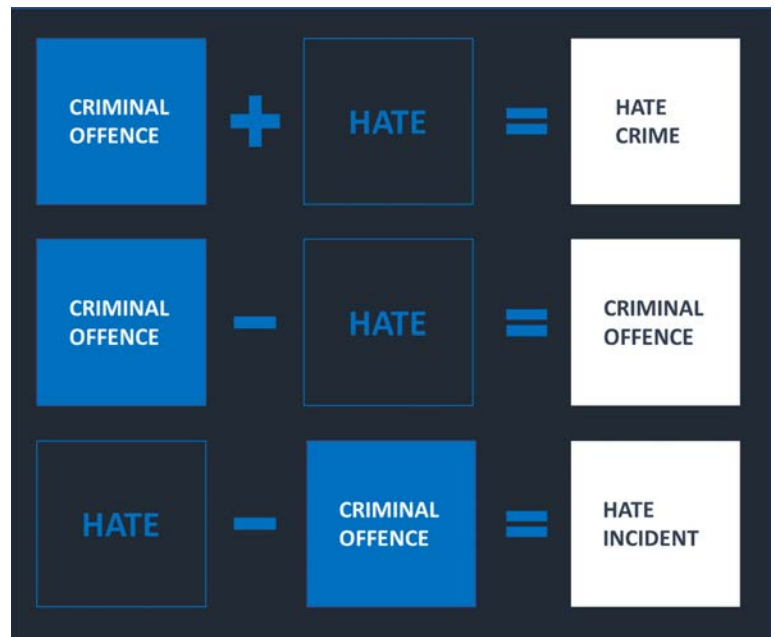 CRIMINAL
OFFENCE
+
HATE
=
HATE
CRIME
CRIMINAL
OFFENCE
−
HATE
=
CRIMINAL
OFFENCE
HATE
−
CRIMINAL
OFFENCE
=
HATE
INCIDENT